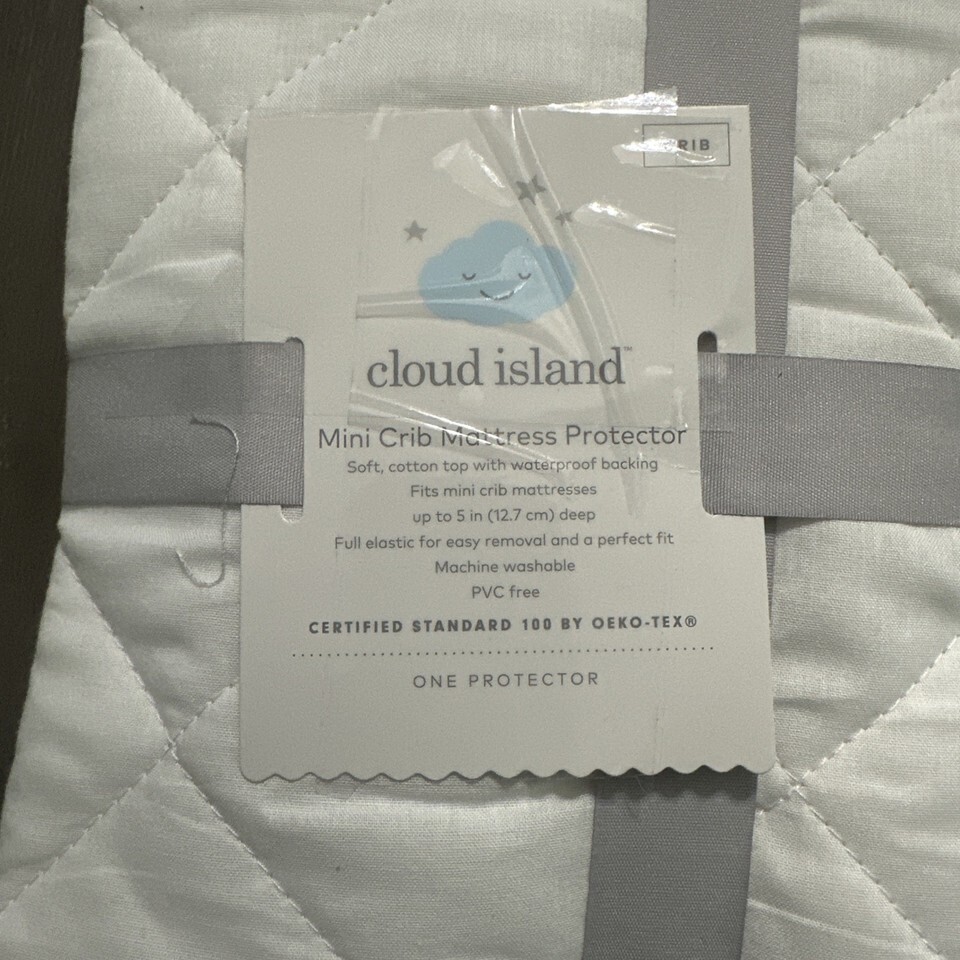 RIB
cloud island™
Mini Crib Mattress Protector
Soft, cotton top with waterproof backing
Fits mini crib mattresses
up to 5 in (12.7 cm) deep
Full elastic for easy removal and a perfect fit
Machine washable
PVC free
CERTIFIED STANDARD 100 BY OEKO-TEX®
ONE PROTECTOR